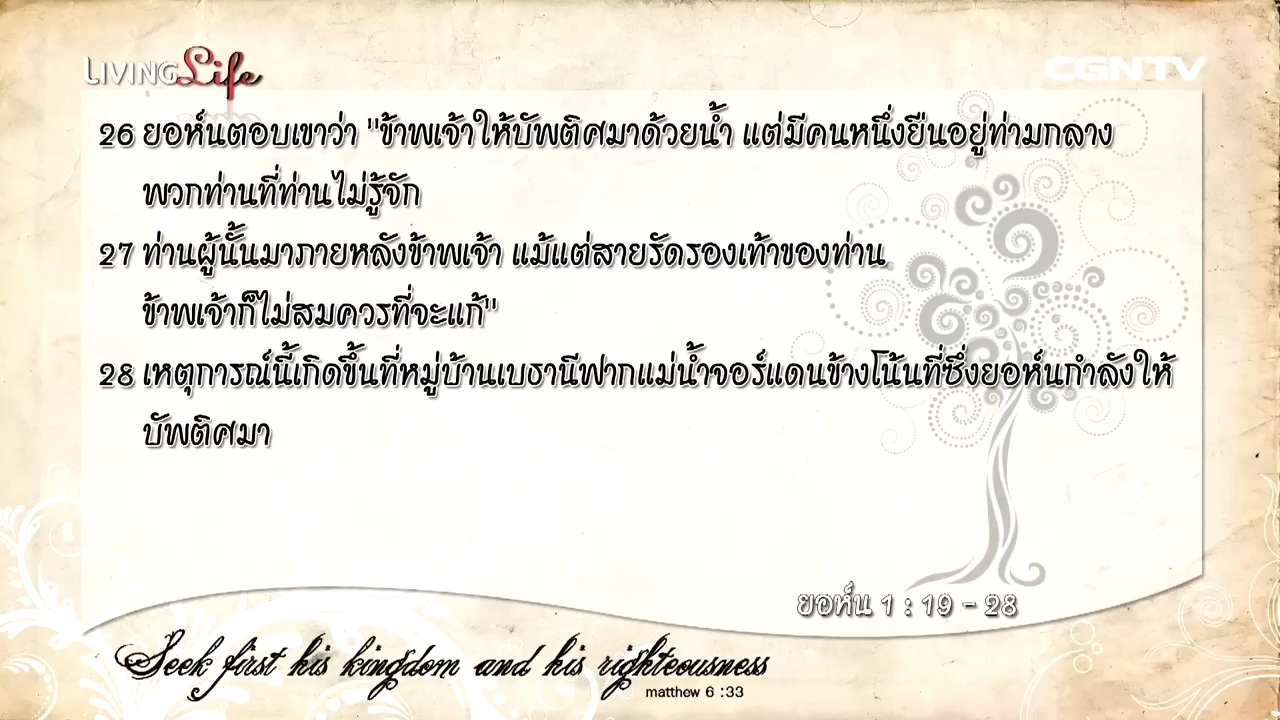 LIVING Life
CGNTV
26 ยอห์นตอบเขาว่า "ข้าพเจ้าให้บัพติศมาด้วยน้ำ แต่มีคนหนึ่งยืนอยู่ท่ามกลาง
พวกท่านที่ท่านไม่รู้จัก
27 ท่านผู้นั้นมาภายหลังข้าพเจ้า แม้แต่สายรัดรองเท้าของท่าน
ข้าพเจ้าก็ไม่สมควรที่จะแก้"
28 เหตุการณ์นี้เกิดขึ้นที่หมู่บ้านเบธานีฟากแม่น้ำจอร์แดนข้างโน้นที่ซึ่งยอห์นกำลังให้
บัพติศมา
ยอห์น 1 : 19 - 28
Seek first his kingdom and his righteousness
matthew 6 :33